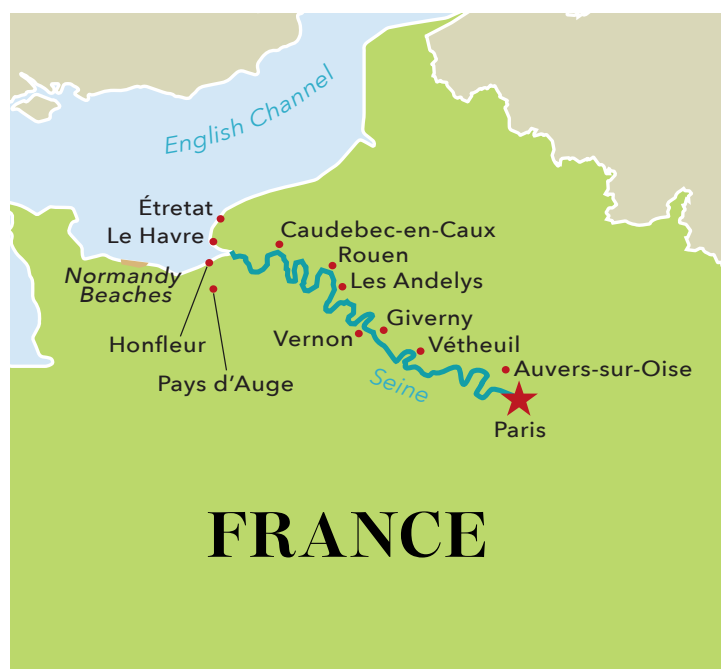 English Channel
Étretat
Le Havre
Caudebec-en-Caux
Rouen
Normandy
Beaches
Les Andelys
Honfleur
Vernon
Giverny
Vétheuil
Pays d'Auge
Seine
Auvers-sur-Oise
Paris
FRANCE